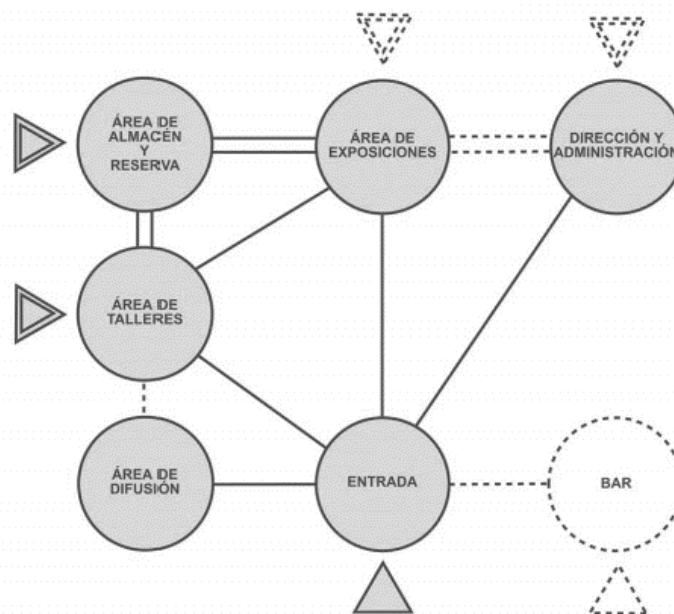 ÁREA DE
ALMACÉN
Y
RESERVA
ÁREA DE
EXPOSICIONES
DIRECCIÓN Y
ADMINISTRACIÓN
ÁREA DE
TALLERES
ÁREA DE
DIFUSIÓN
ENTRADA
BAR